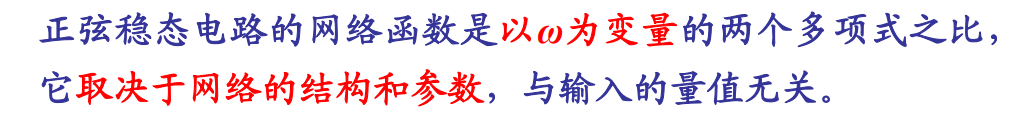 正弦稳态电路的网络函数是以ω为变量的两个多项式之比，
它取决于网络的结构和参数，与输入的量值无关。